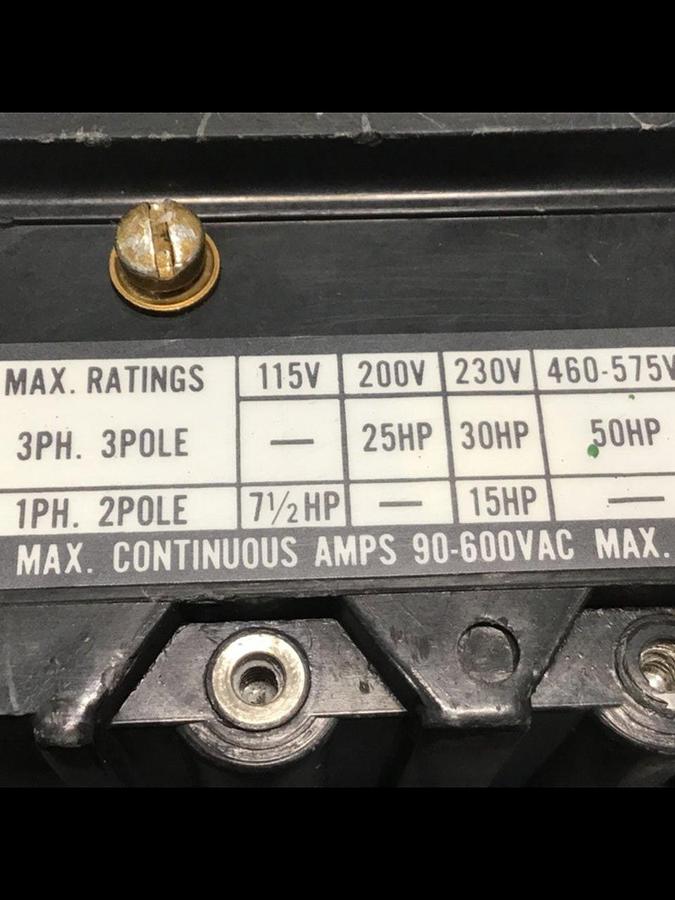 MAX. RATINGS 115V 200V 230V 460-575V
3PH. 3POLE — 25HP 30HP 50HP
1PH. 2POLE 7½HP — 15HP —
MAX. CONTINUOUS AMPS 90-600VAC MAX.